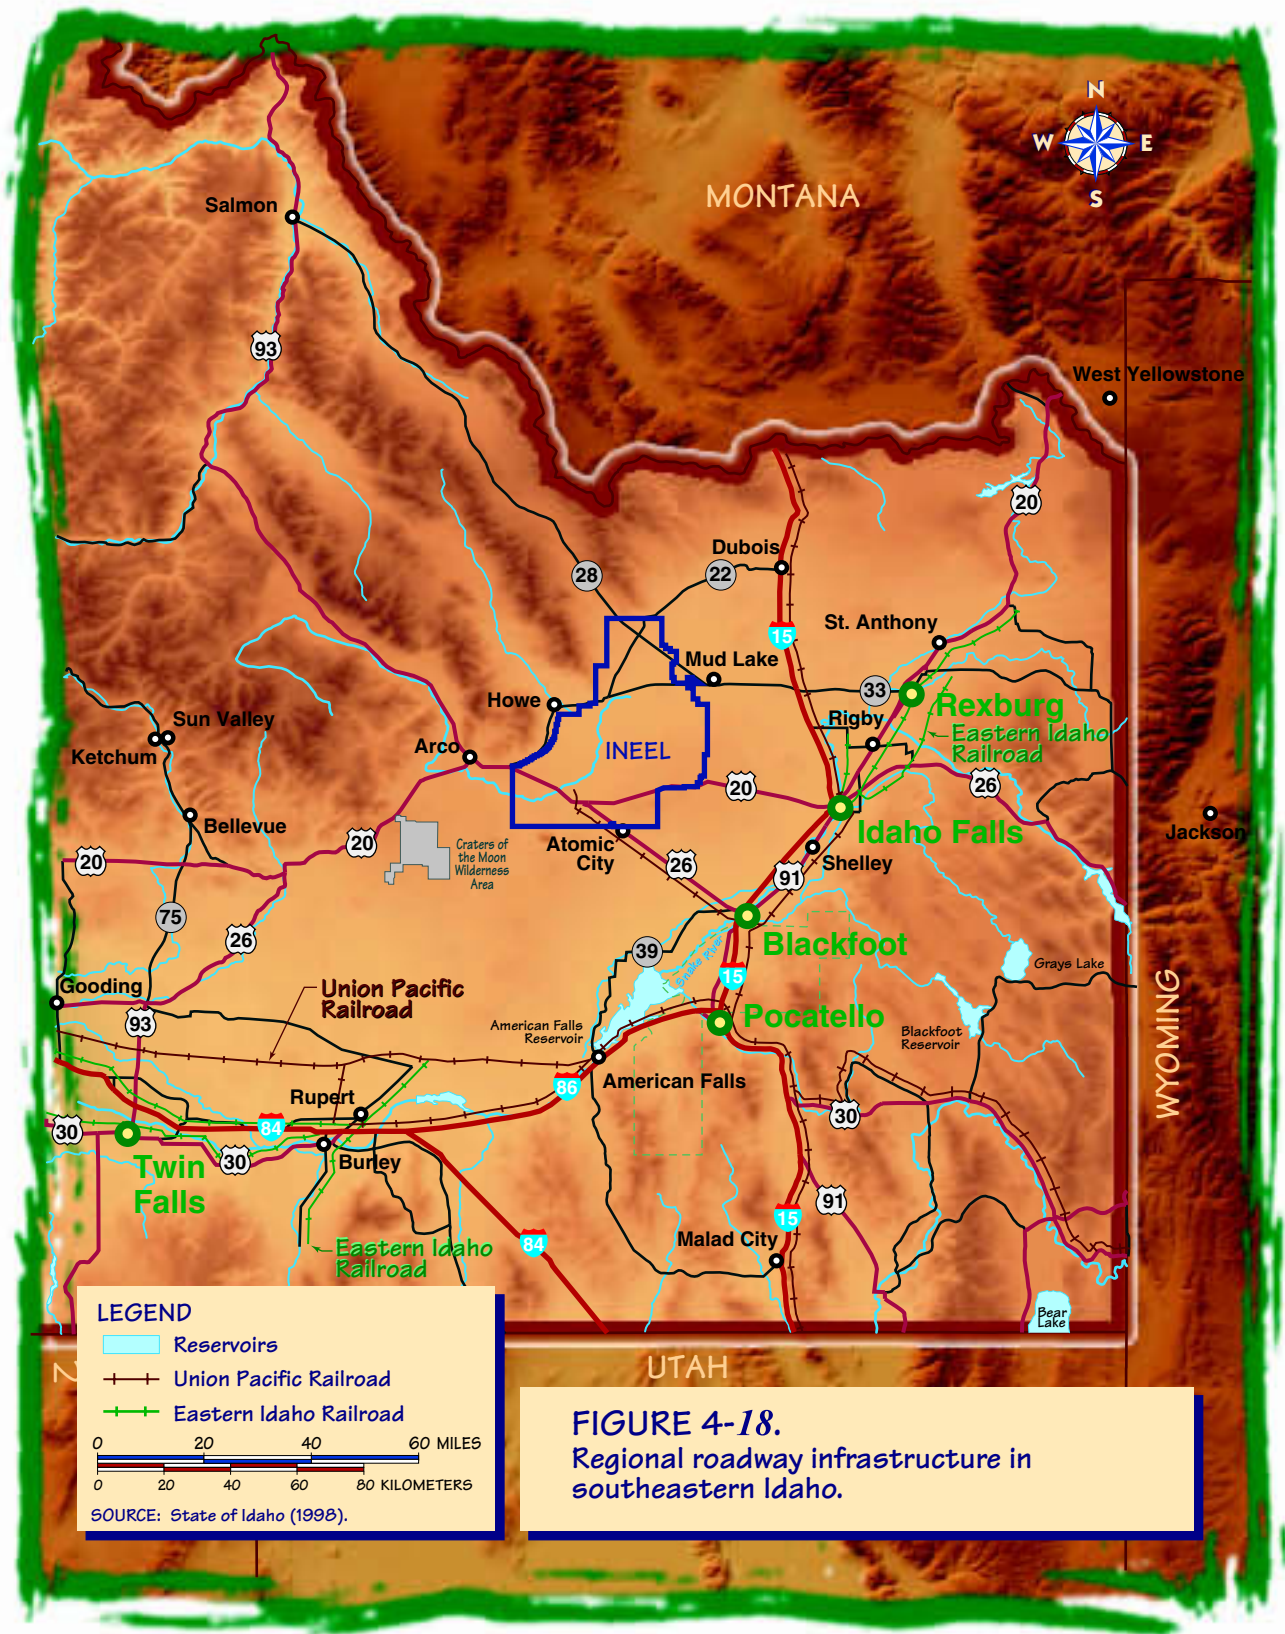 N
W
E
S
MONTANA
Salmon
93
West Yellowstone
20
Dubois
28
22
15
St. Anthony
Mud Lake
33
Howe
Rexburg
Rigby
Sun Valley
Ketchum
Eastern Idaho
Railroad
Arco
INEEL
20
26
Bellevue
Idaho Falls
Jackson
20
20
Craters of
the Moon
Wilderness
Area
Atomic
City
26
Shelley
91
75
26
39
Blackfoot
Snake River
15
Grays Lake
Gooding
Union Pacific
Railroad
93
American Falls
Reservoir
Pocatello
Blackfoot
Reservoir
WYOMING
86
American Falls
Rupert
30
84
30
30
Burley
Twin
Falls
91
15
84
Malad City
Eastern Idaho
Railroad
Bear
Lake
UTAH
LEGEND
Reservoirs
Union Pacific Railroad
Eastern Idaho Railroad
0 20 40 60 MILES
0 20 40 60 80 KILOMETERS
SOURCE: State of Idaho (1998).
FIGURE 4-18.
Regional roadway infrastructure in
southeastern Idaho.